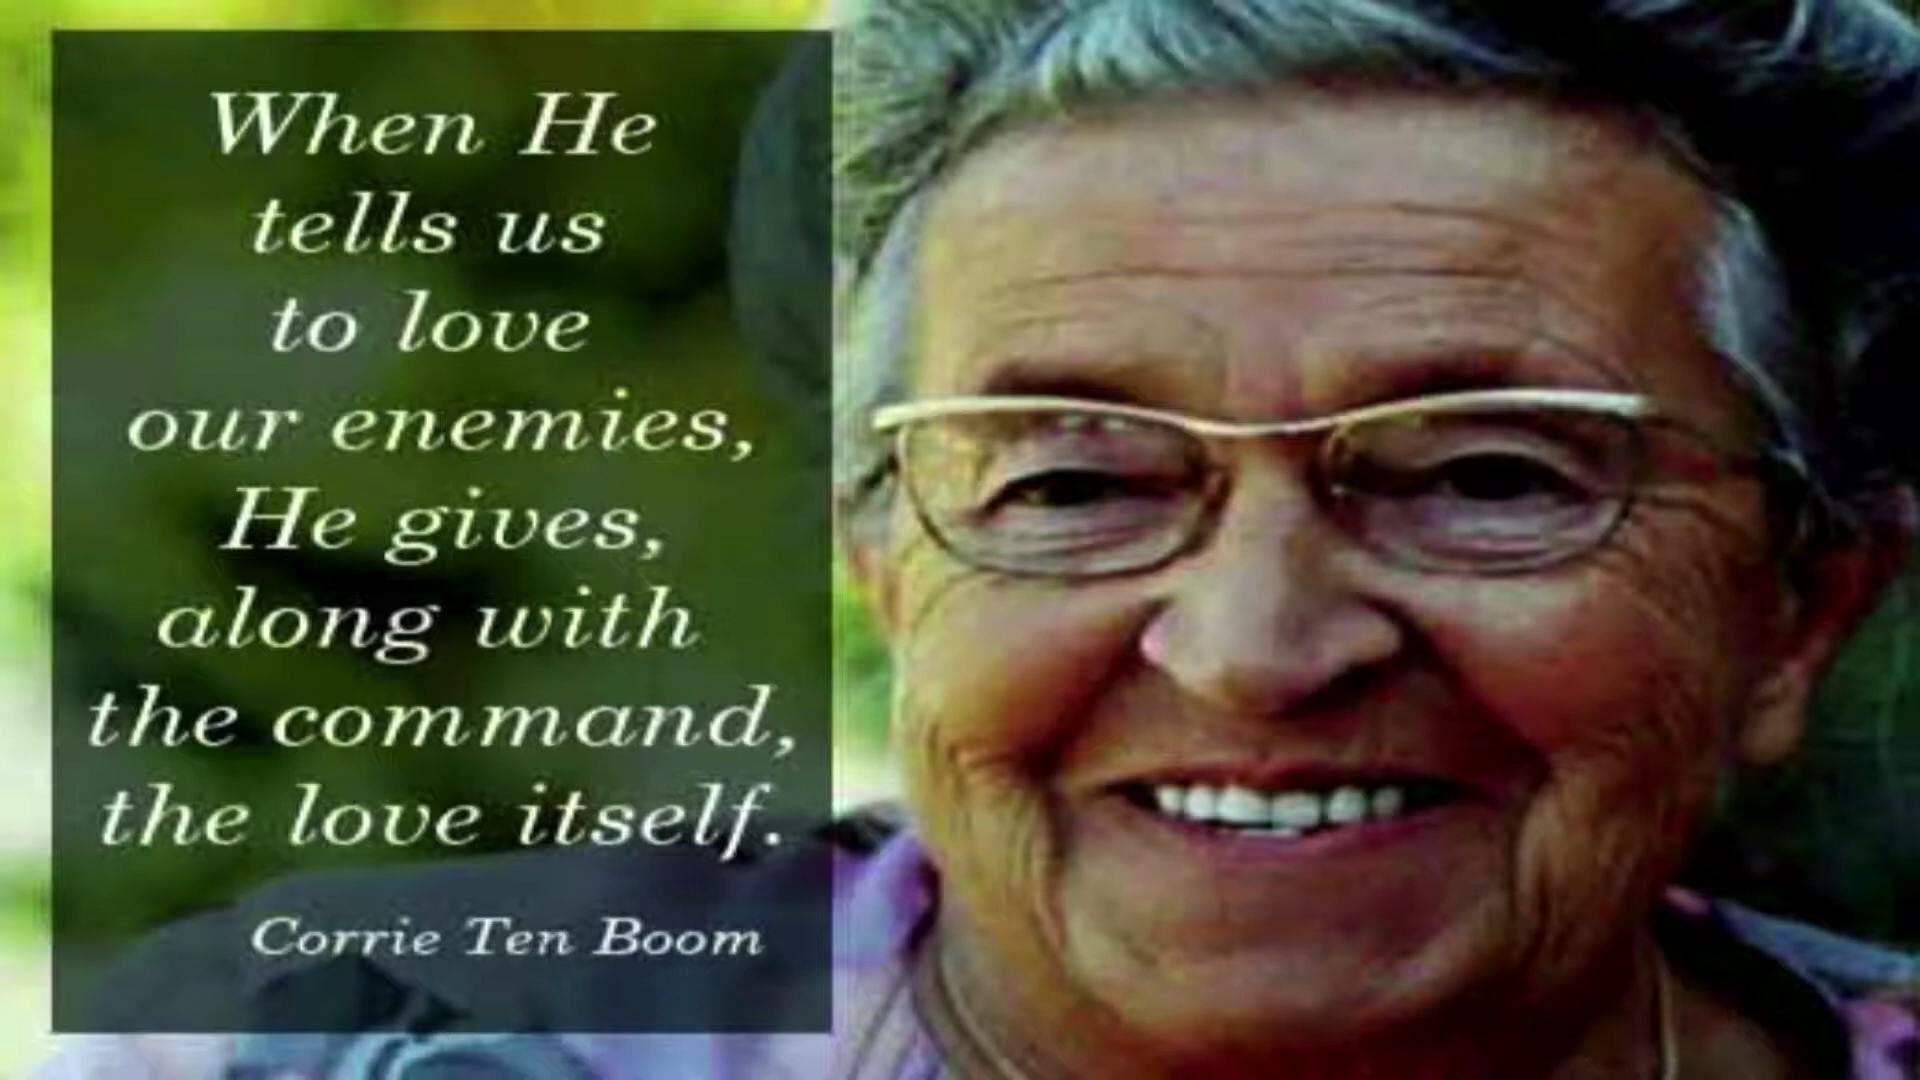 When He
tells us
to love
our enemies,
He gives,
along with
the command,
the love itself.
Corrie Ten Boom